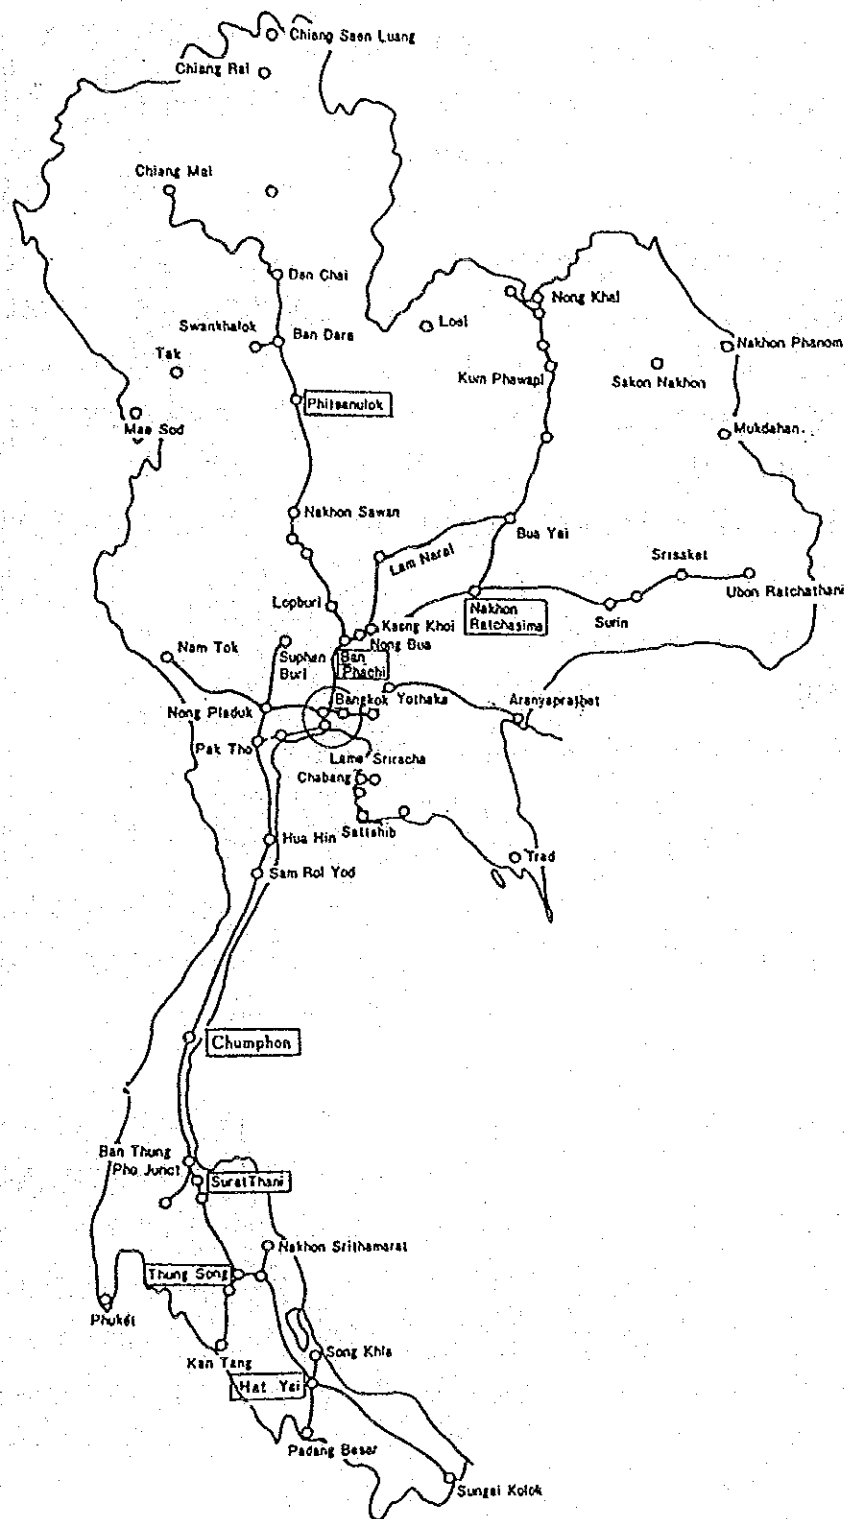 Chiang Saen Luang
Chiang Rai
Chiang Mai
Den Chai
Nong Khai
Swankhalok
Ban Dara
Loei
Nakhon Phanom
Tak
Kum Phawapi
Sakon Nakhon
Phitsanulok
Mae Sod
Mukdahan
Nakhon Sawan
Bua Yai
Lam Narai
Srisaket
Ubon Ratchathani
Lopburi
Nakhon
Ratchasima
Surin
Kaeng Khoi
Nong Bua
Nam Tok
Suphan
Buri
Ban
Phachi
Bangkok
Yothaka
Aranyaprathet
Nong Pladuk
Pak Tho
Lame
Chabang
Sriracha
Sattahib
Hua Hin
Trad
Sam Roi Yod
Chumphon
Ban Thung
Pho Junct
Surat Thani
Nakhon Srithamarat
Thung Song
Phuket
Kan Tang
Song Khla
Hat Yai
Padang Besar
Sungai Kolok